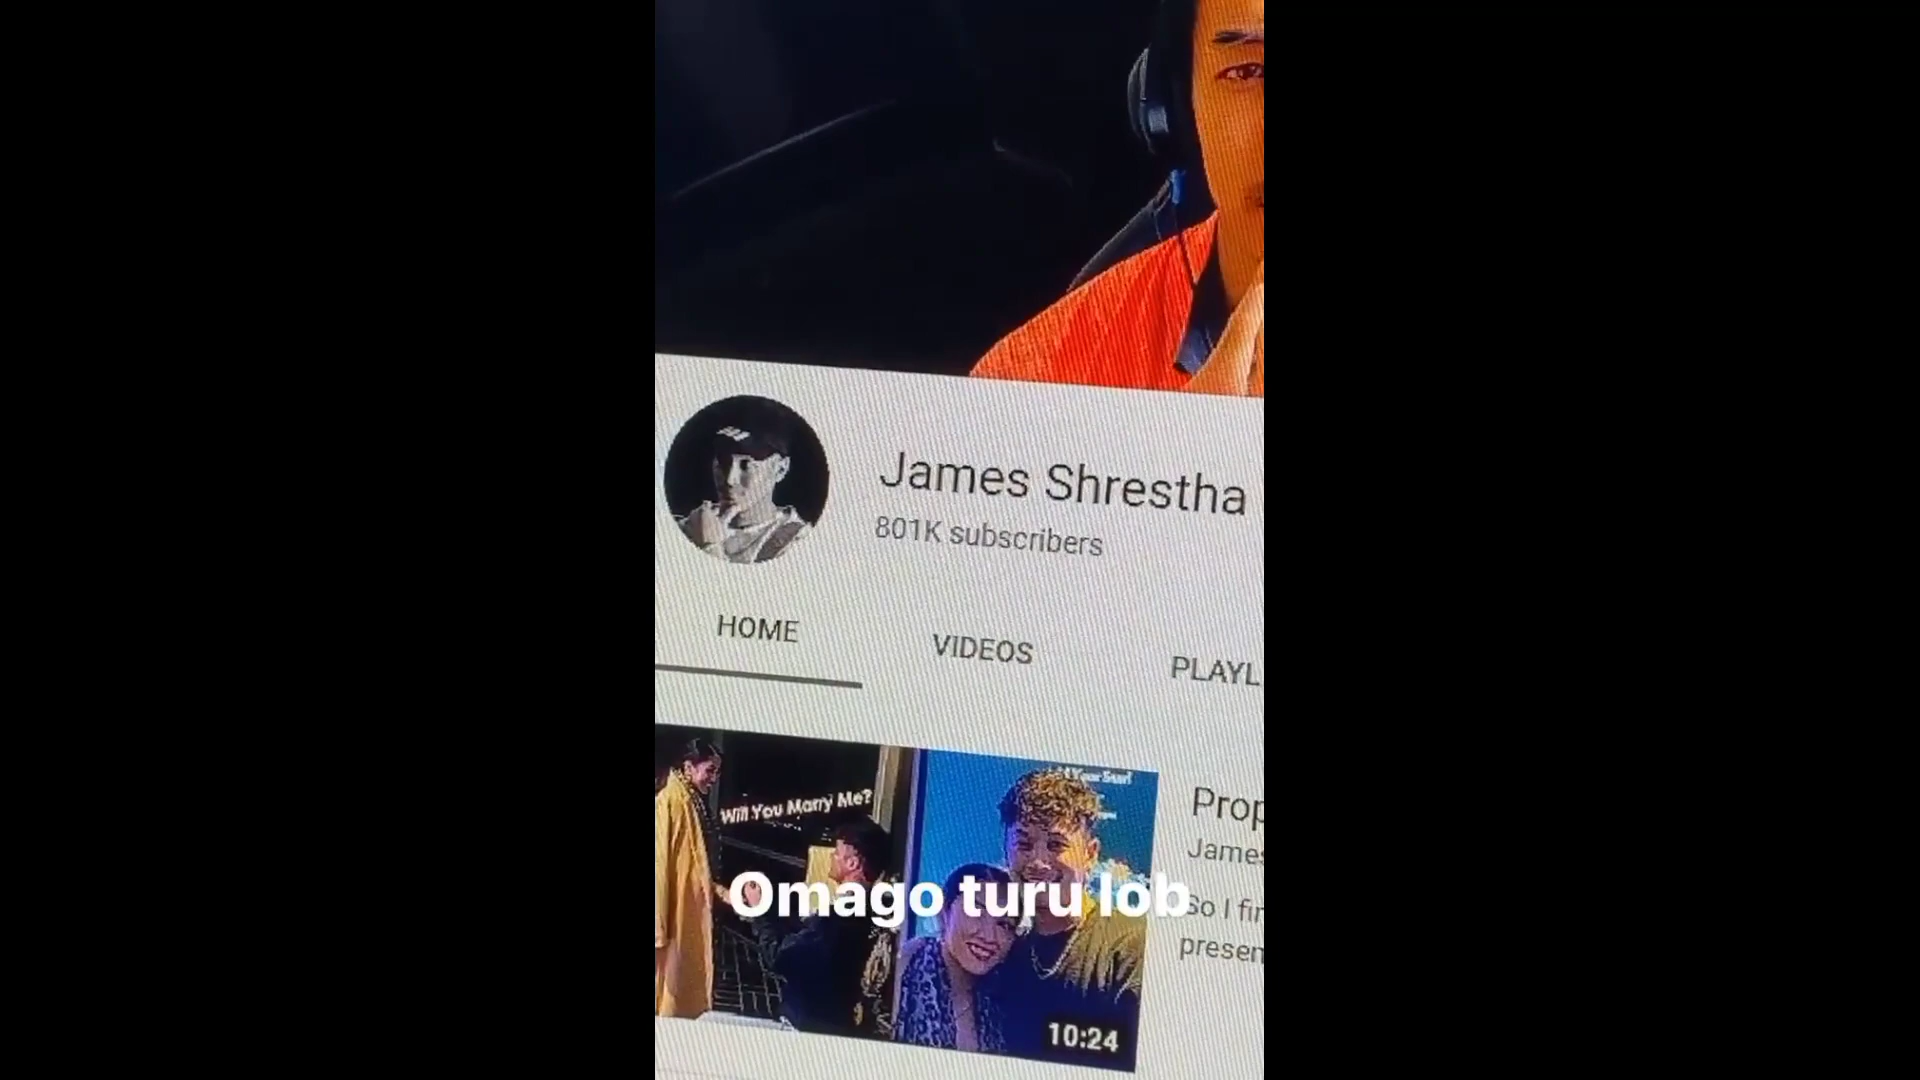 James Shrestha
801K subscribers
HOME
VIDEOS
PLAYL
Will You Marry Me?
Prop
James
So I fir
presen
Omago turu lob
10:24